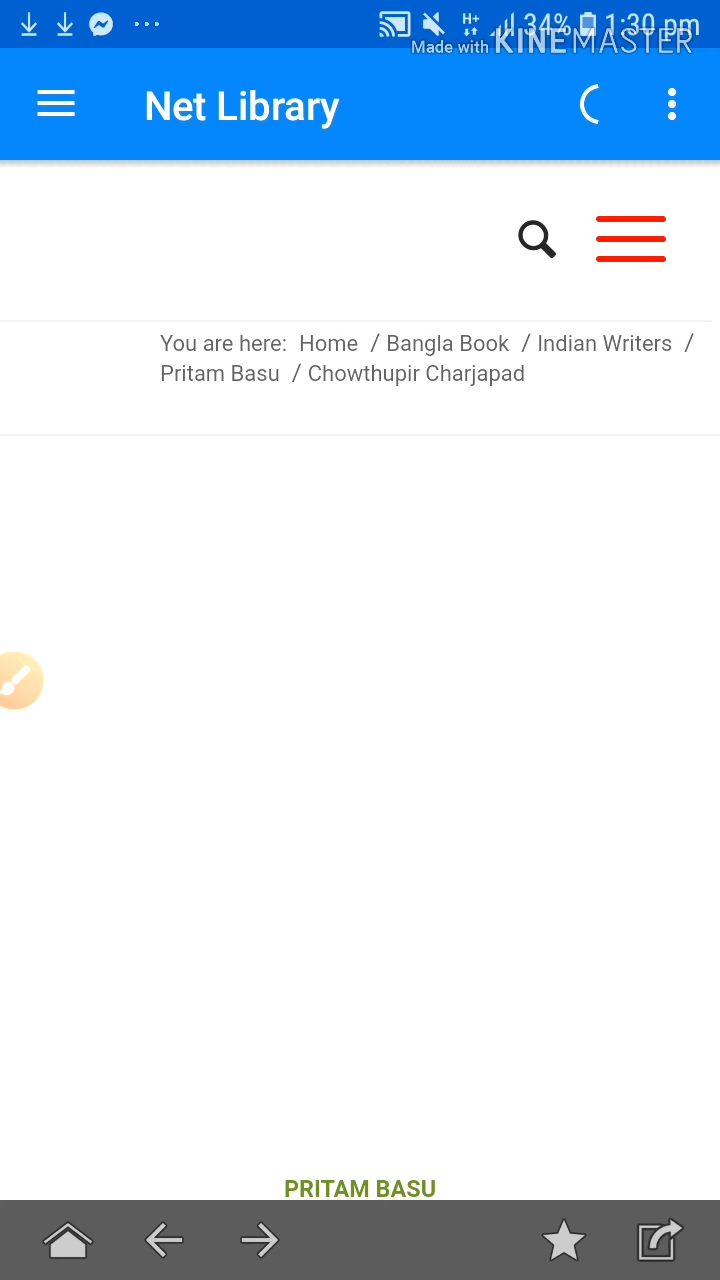 H+ 34% 1:30 pm
Made with KINEMASTER
Net Library
You are here: Home / Bangla Book / Indian Writers /
Pritam Basu / Chowthupir Charjapad
PRITAM BASU